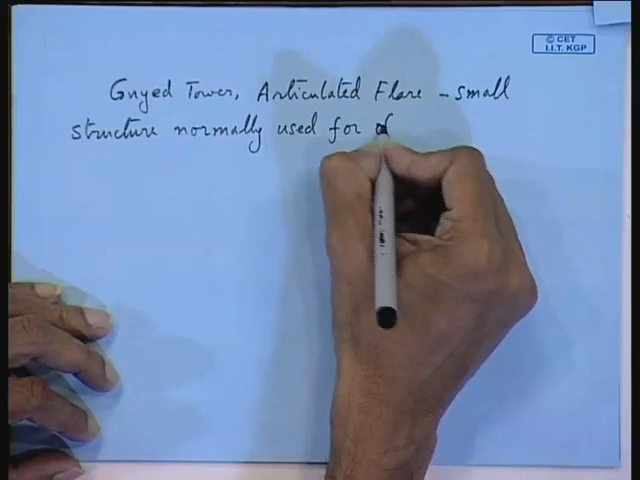 © CET
I.I.T. KGP
Guyed Tower, Articulated Flare - small
structure normally used for